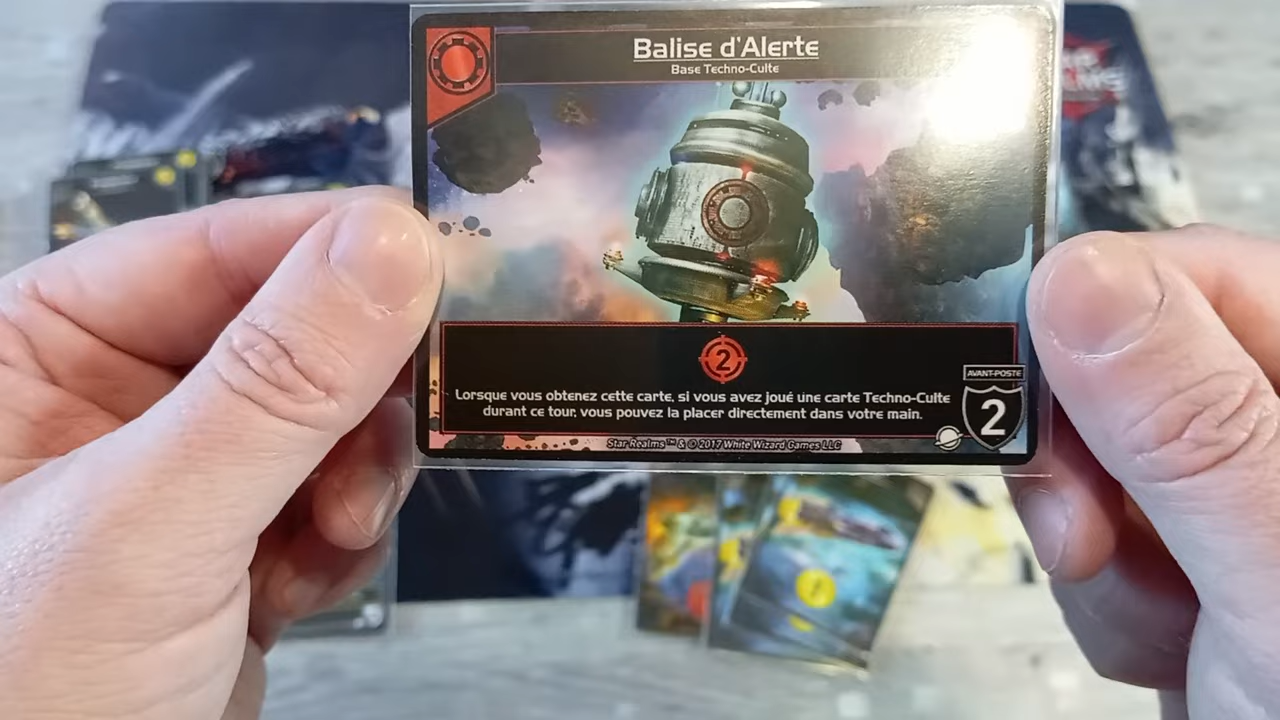 Balise d'Alerte
Base Techno-Culte
2
Lorsque vous obtenez cette carte, si vous avez joué une carte Techno-Culte
durant ce tour, vous pouvez la placer directement dans votre main.
AVANT-POSTE
2
Star Realms™ & © 2017 White Wizard Games LLC